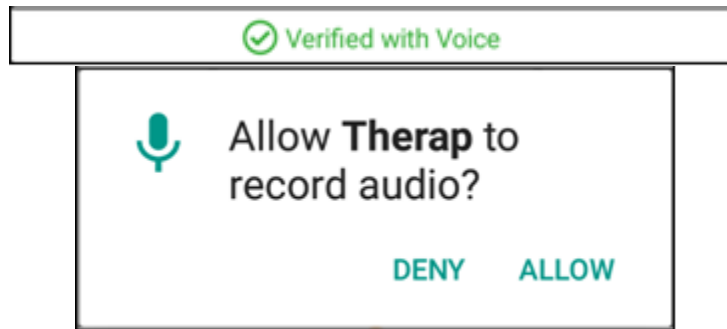 Verified with Voice
Allow Therap to
record audio?
DENY ALLOW